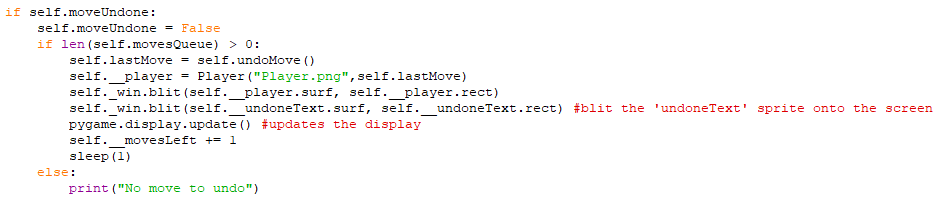 if self.moveUndone:
    self.moveUndone = False
    if len(self.movesQueue) > 0:
        self.lastMove = self.undoMove()
        self.__player = Player("Player.png",self.lastMove)
        self._win.blit(self.__player.surf, self.__player.rect)
        self._win.blit(self.__undoneText.surf, self.__undoneText.rect) #blit the 'undoneText' sprite onto the screen
        pygame.display.update() #updates the display
        self.__movesLeft += 1
        sleep(1)
    else:
        print("No move to undo")